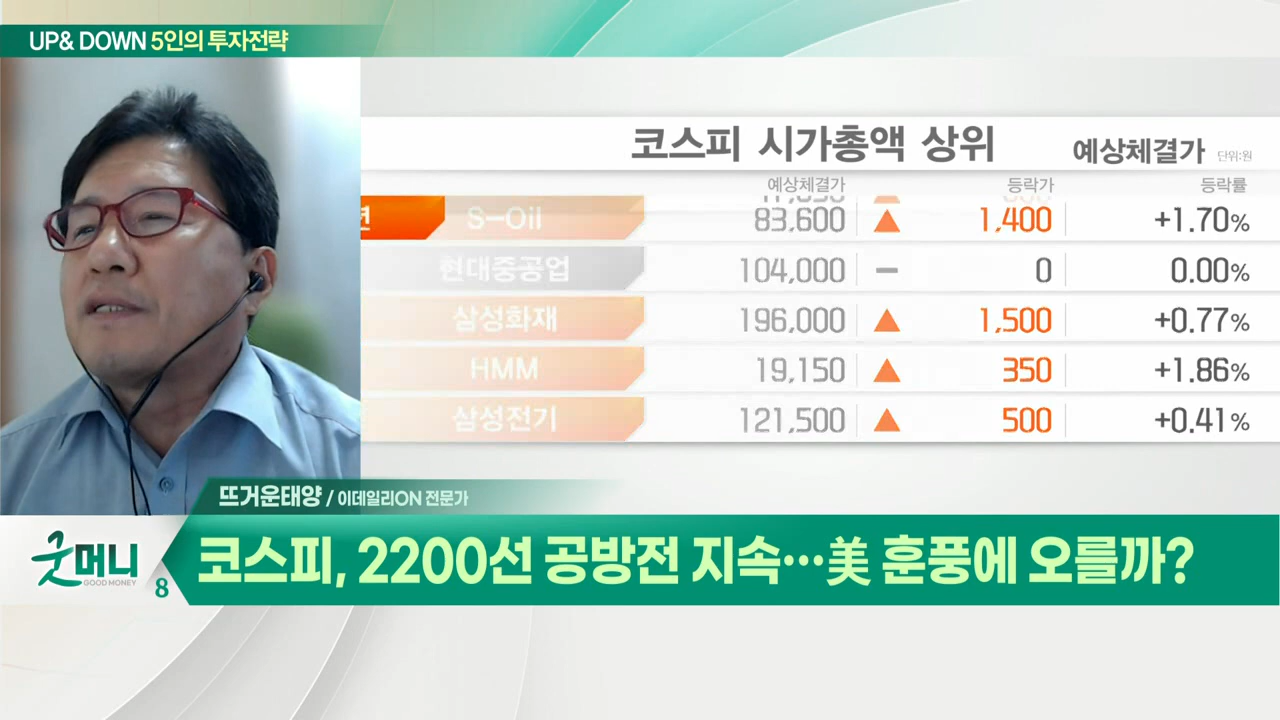 UP& DOWN 5인의 투자전략
코스피 시가총액 상위 예상체결가 단위:원
예상체결가 등락가 등락률
S-Oil 83,600 ▲ 1,400 +1.70%
현대중공업 104,000 － 0 0.00%
삼성화재 196,000 ▲ 1,500 +0.77%
HMM 19,150 ▲ 350 +1.86%
삼성전기 121,500 ▲ 500 +0.41%
뜨거운태양 / 이데일리ON 전문가
굿머니
GOOD MONEY
8
코스피, 2200선 공방전 지속…美 훈풍에 오를까?